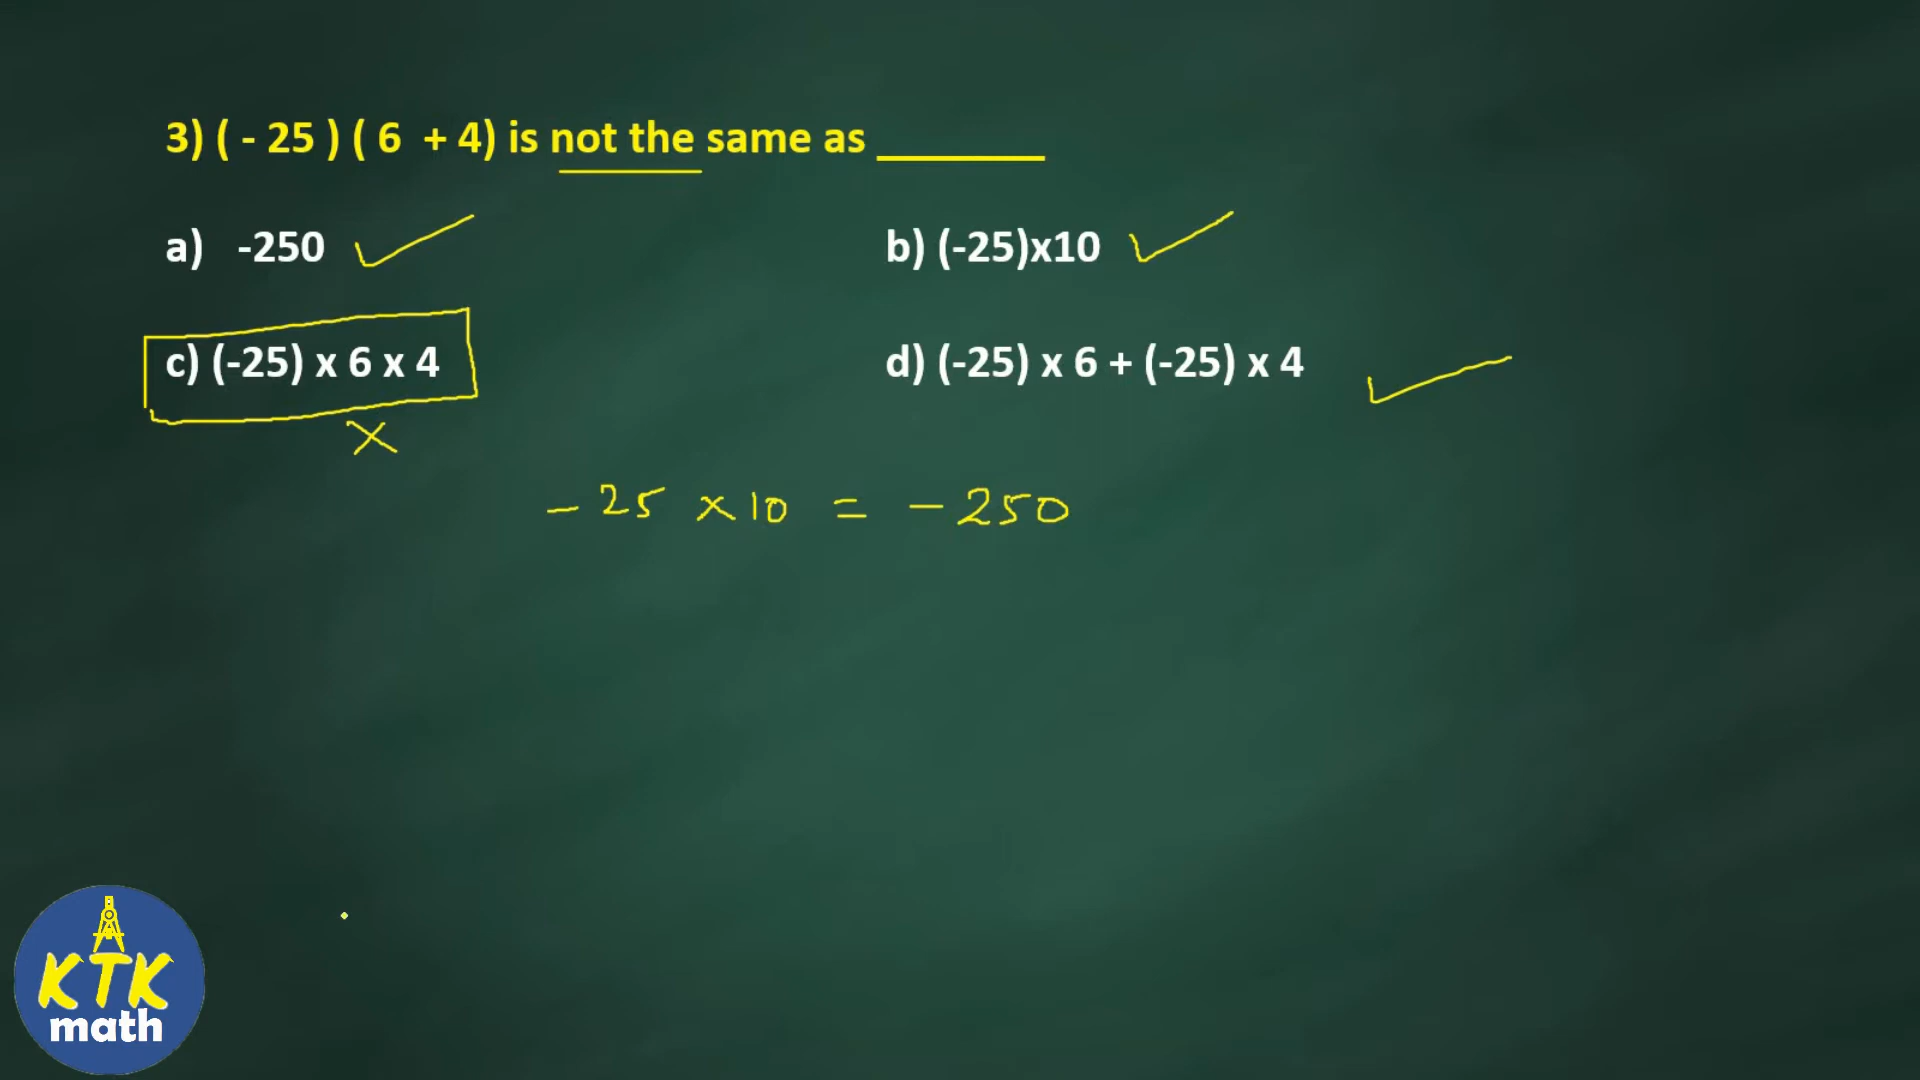 3) ( - 25 ) ( 6 + 4) is not the same as ________
a) -250
b) (-25)x10
c) (-25) x 6 x 4
d) (-25) x 6 + (-25) x 4
x
- 25 x 10 = - 250
KTK
math